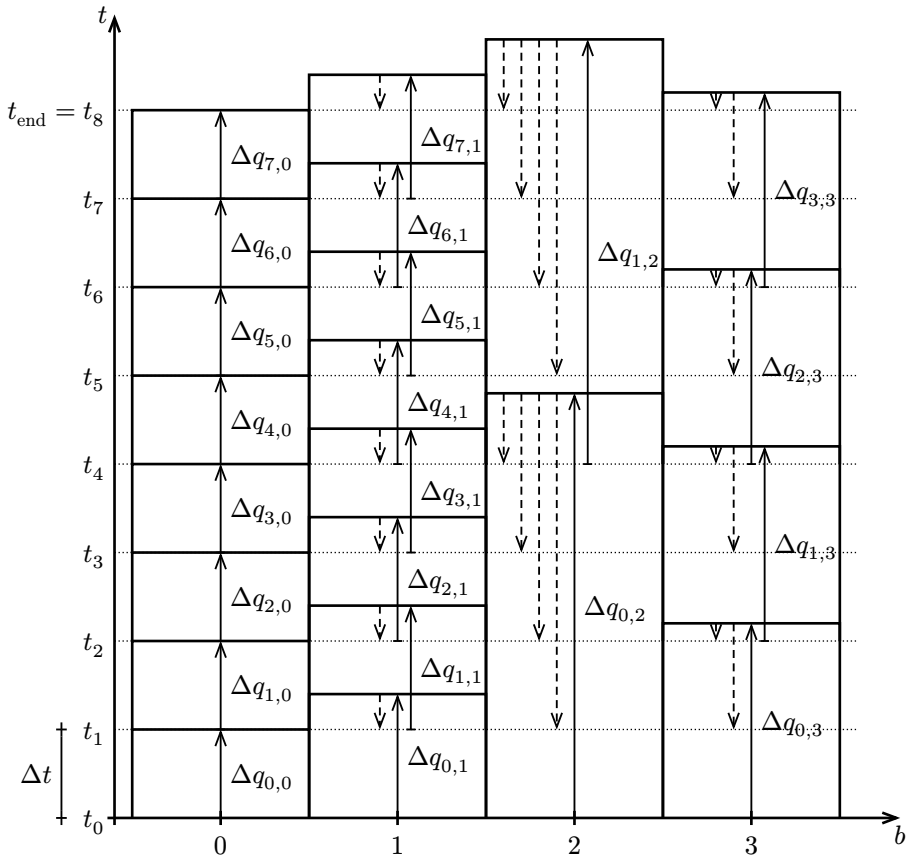 t
t_end = t_8
Δq_{7,0}
Δq_{7,1}
t_7
Δq_{3,3}
Δq_{6,0}
Δq_{6,1}
Δq_{1,2}
t_6
Δq_{5,0}
Δq_{5,1}
t_5
Δq_{2,3}
Δq_{4,0}
Δq_{4,1}
t_4
Δq_{3,0}
Δq_{3,1}
t_3
Δq_{1,3}
Δq_{2,0}
Δq_{2,1}
Δq_{0,2}
t_2
Δq_{1,0}
Δq_{1,1}
t_1
Δq_{0,3}
Δt
Δq_{0,0}
Δq_{0,1}
t_0
0 1 2 3 b